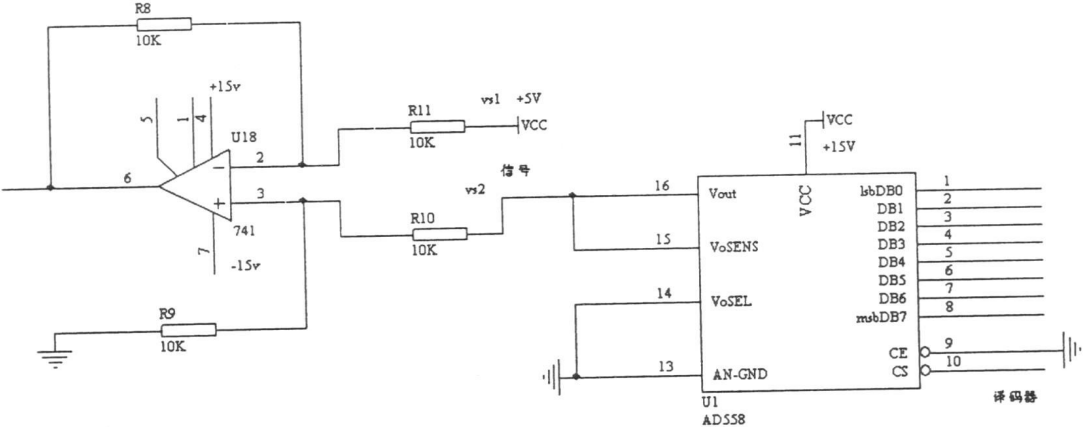 R8
10K
+15v
5
1
4
U18
2
6
3
741
7
-15v
R9
10K
R11
10K
vs1 +5V
VCC
信号
vs2
R10
10K
VCC
+15V
11
VCC
16 Vout
15 VoSENS
14 VoSEL
13 AN-GND
lsbDB0 1
DB1 2
DB2 3
DB3 4
DB4 5
DB5 6
DB6 7
msbDB7 8
CE 9
CS 10
U1
AD558
译码器